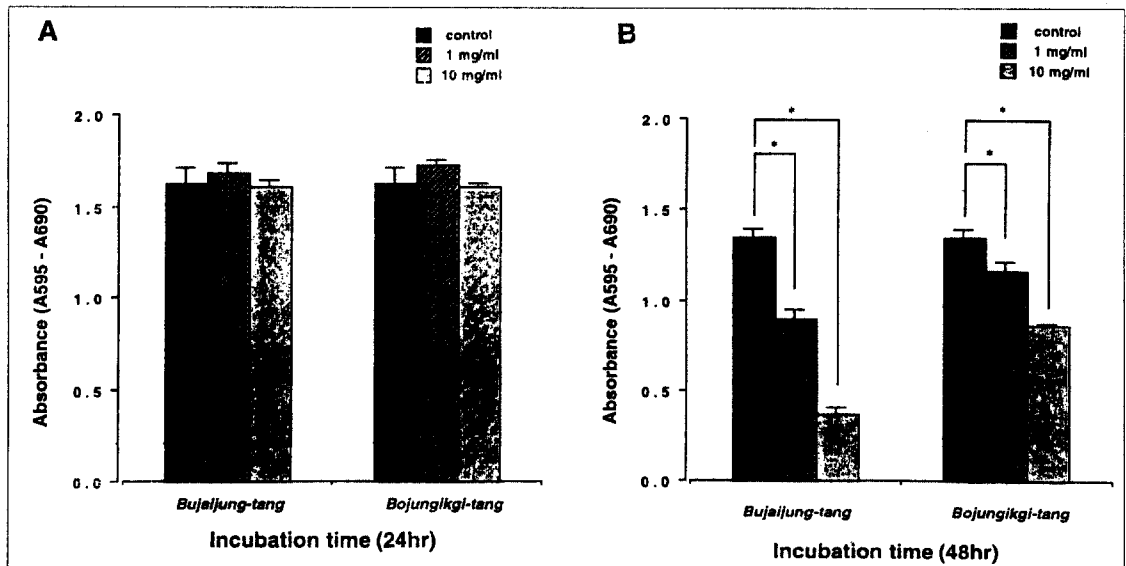 A
control
1 mg/ml
10 mg/ml
Absorbance (A595 - A690)
2.0
1.5
1.0
0.5
0.0
Bujaijung-tang
Bojungikgi-tang
Incubation time (24hr)
B
control
1 mg/ml
10 mg/ml
Absorbance (A595 - A690)
2.0
1.5
1.0
0.5
0.0
*
*
*
*
Bujaijung-tang
Bojungikgi-tang
Incubation time (48hr)